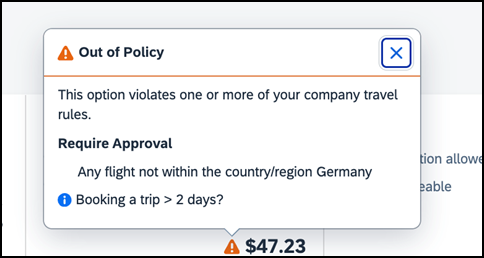 Out of Policy
This option violates one or more of your company travel
rules.
Require Approval
Any flight not within the country/region Germany
Booking a trip > 2 days?
tion allowe
eable
$47.23